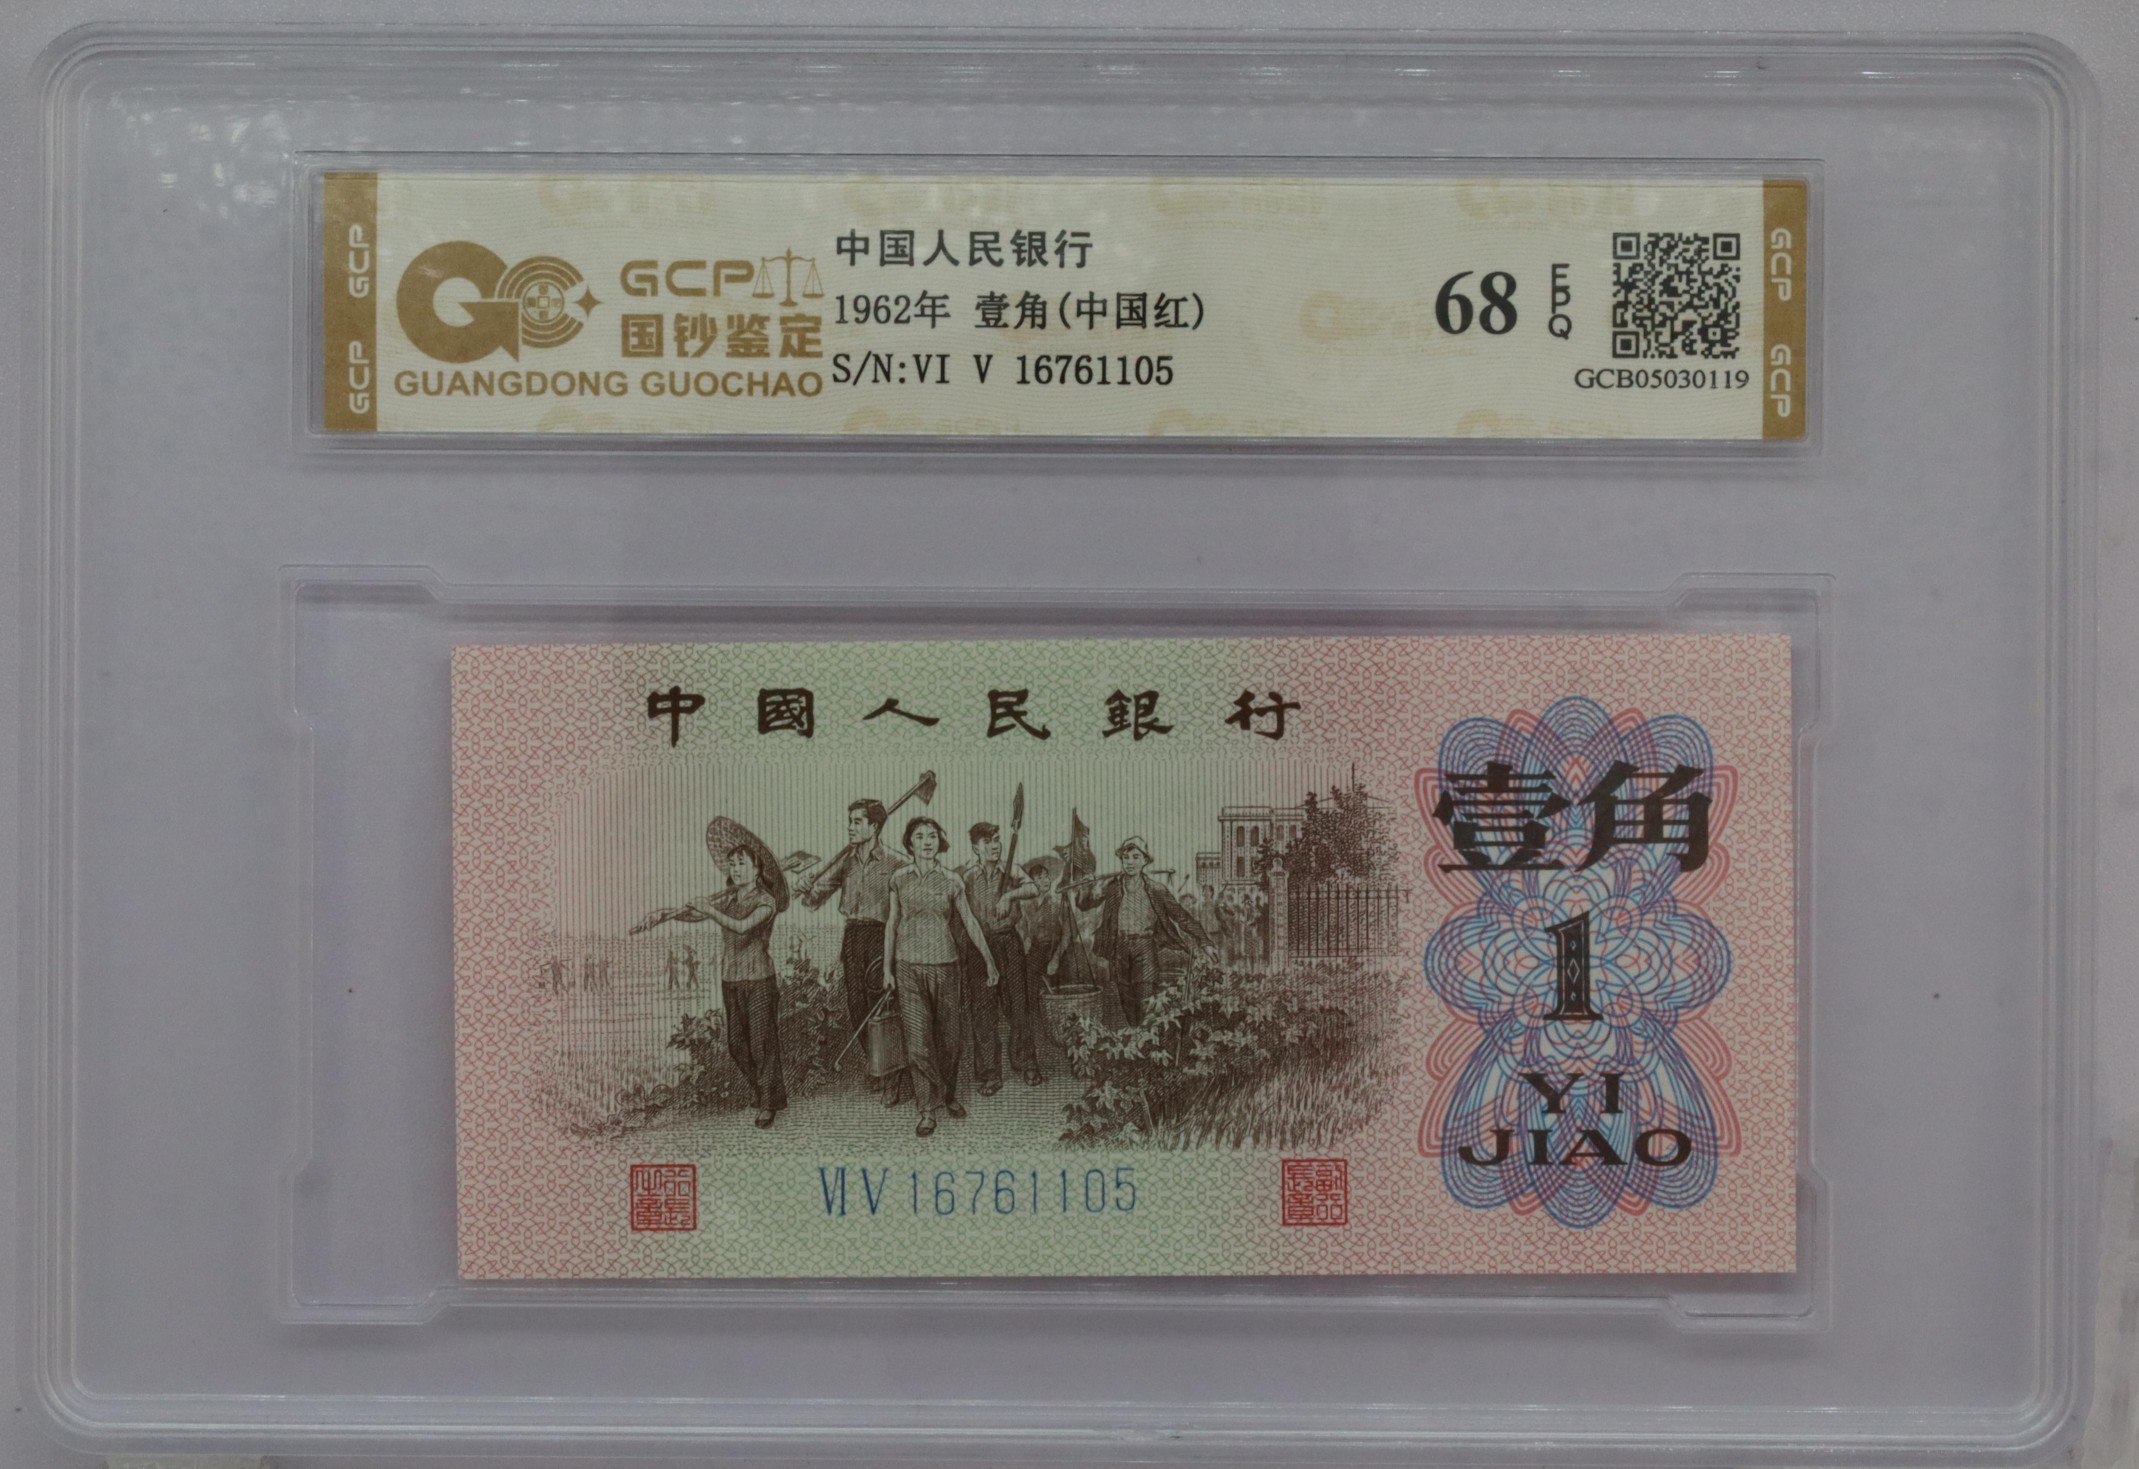 GCP GCP
GCP
国钞鉴定
GUANGDONG GUOCHAO
中国人民银行
1962年 壹角(中国红)
S/N:VI V 16761105
68 EPQ
GCB05030119
GCP GCP
中國人民銀行
壹角
1
YI
JIAO
VI V 16761105